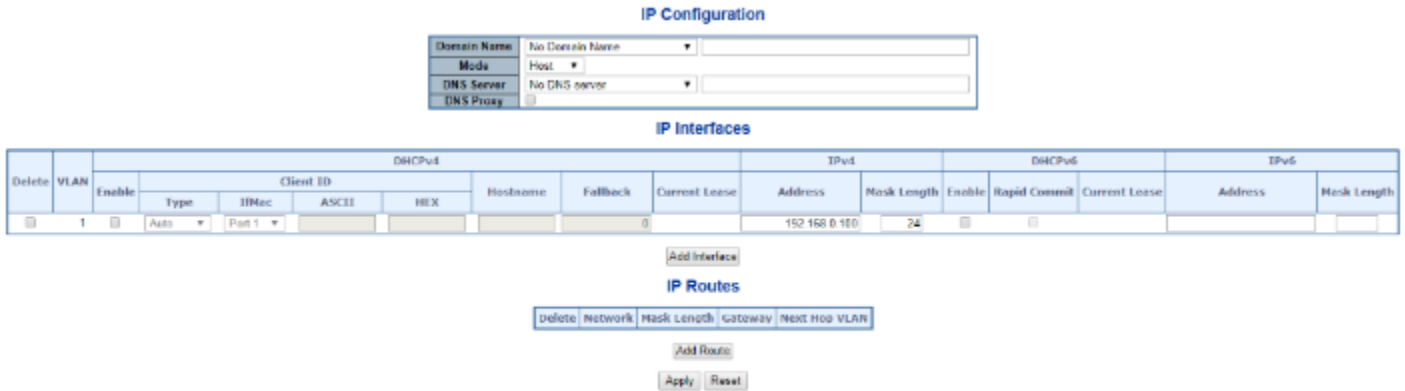 IP Configuration
Domain Name No Domain Name
Mode Host
DNS Server No DNS server
DNS Proxy
IP Interfaces
Delete VLAN DHCPv4 IPv4 DHCPv6 IPv6
Enable Client ID Hostname Fallback Current Lease Address Mask Length Enable Rapid Commit Current Lease Address Mask Length
Type IfMac ASCII HEX
1 Auto Port 1 0 192.168.0.100 24
Add Interface
IP Routes
Delete Network Mask Length Gateway Next Hop VLAN
Add Route
Apply Reset